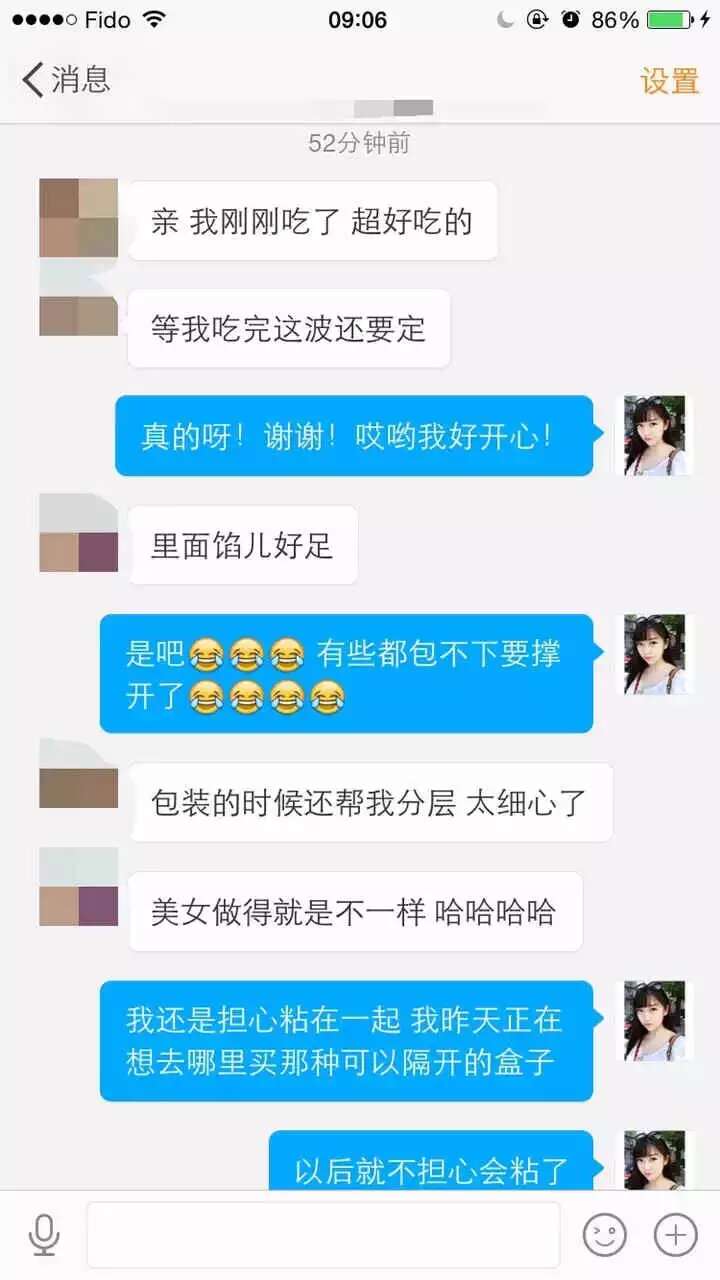 Fido 09:06 86%
消息 设置
52分钟前
亲 我刚刚吃了 超好吃的
等我吃完这波还要定
真的呀！谢谢！哎哟我好开心！
里面馅儿好足
是吧😂😂😂 有些都包不下要撑
开了😂😂😂😂
包装的时候还帮我分层 太细心了
美女做得就是不一样 哈哈哈哈
我还是担心粘在一起 我昨天正在
想去哪里买那种可以隔开的盒子
以后就不担心会粘了